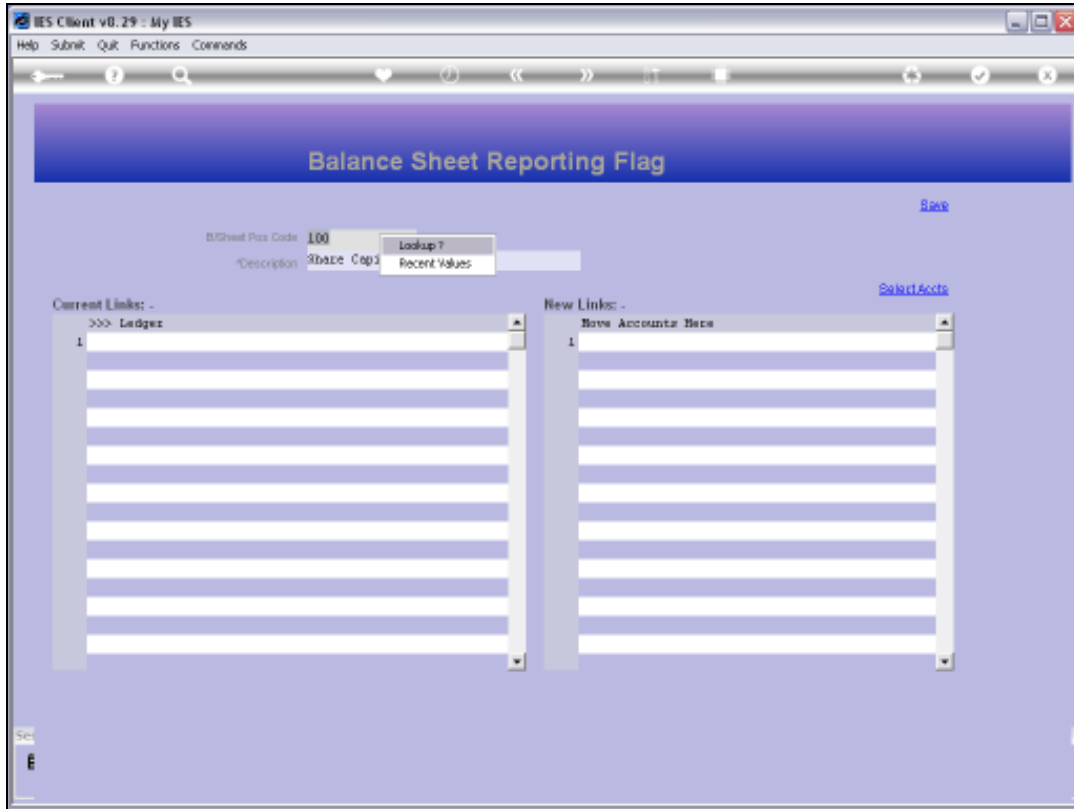 IES Client v8.29 : My IES
Help Submit Quit Functions Commands
Balance Sheet Reporting Flag
Save
B/Sheet Pos Code 100
Lookup ?
*Description Share Capi
Recent Values
Select Accts
Current Links: -
New Links: -
>>> Ledger
Move Accounts Here
1
1